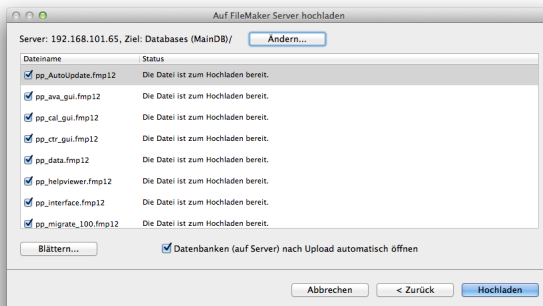 Auf FileMaker Server hochladen
Server: 192.168.101.65, Ziel: Databases (MainDB)/ Ändern...
Dateiname Status
pp_AutoUpdate.fmp12 Die Datei ist zum Hochladen bereit.
pp_ava_gui.fmp12 Die Datei ist zum Hochladen bereit.
pp_cal_gui.fmp12 Die Datei ist zum Hochladen bereit.
pp_ctr_gui.fmp12 Die Datei ist zum Hochladen bereit.
pp_data.fmp12 Die Datei ist zum Hochladen bereit.
pp_helpviewer.fmp12 Die Datei ist zum Hochladen bereit.
pp_interface.fmp12 Die Datei ist zum Hochladen bereit.
pp_migrate_100.fmp12 Die Datei ist zum Hochladen bereit.
Blättern... Datenbanken (auf Server) nach Upload automatisch öffnen
Abbrechen < Zurück Hochladen